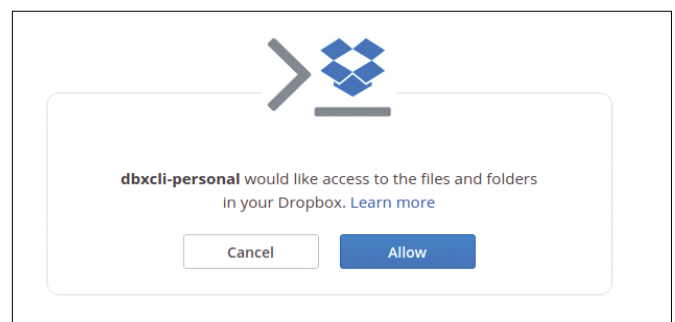 dbxcli-personal would like access to the files and folders
in your Dropbox. Learn more
Cancel
Allow